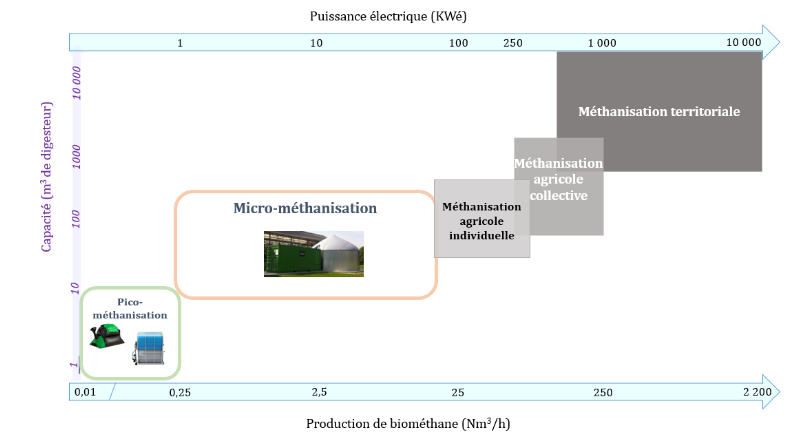 Puissance électrique (KWé)
1 10 100 250 1 000 10 000
Capacité (m³ de digesteur)
10 000
1000
100
10
1
Méthanisation territoriale
Méthanisation
agricole
collective
Méthanisation
agricole
individuelle
Micro-méthanisation
Pico-
méthanisation
0,01 0,25 2,5 25 250 2 200
Production de biométhane (Nm³/h)